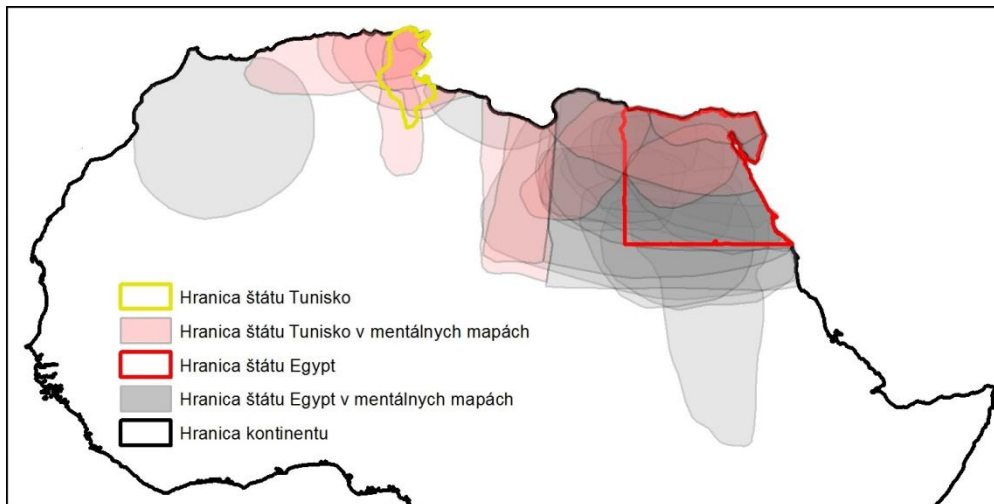 Hranica štátu Tunisko
Hranica štátu Tunisko v mentálnych mapách
Hranica štátu Egypt
Hranica štátu Egypt v mentálnych mapách
Hranica kontinentu